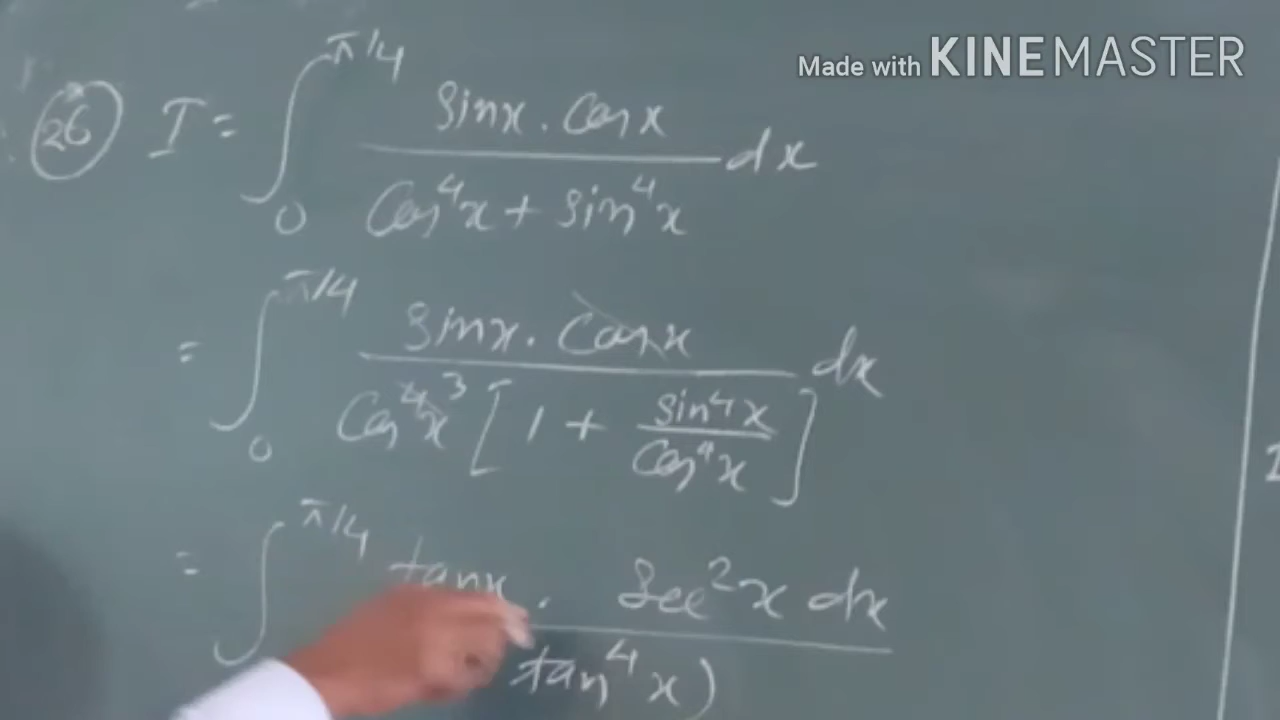 Made with KINEMASTER
26 I = ∫₀^π/4 sinx . cosx / cos⁴x + sin⁴x dx
= ∫₀^π/4 sinx . cosx / cos⁴x ³ [1 + sin⁴x / cos⁴x] dx
= ∫^π/4 tanx . sec²x dx / tan⁴x)